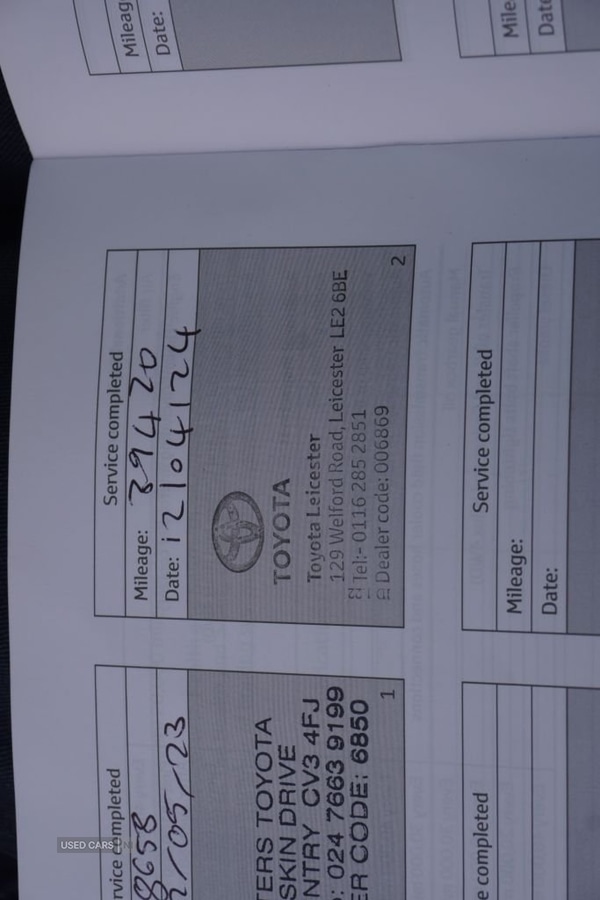 Mileage:
Date:
Mileage:
Date:
Service completed
Mileage: 39420
Date: 12/04/24
TOYOTA
Toyota Leicester
129 Welford Road, Leicester LE2 6BE
Tel:- 0116 285 2851
Dealer code: 006869
2
Service completed
Mileage:
Date:
completed
8658
/05/23
TERS TOYOTA
SKIN DRIVE
NTRY CV3 4FJ
: 024 7663 9199
ER CODE: 6850
1
e completed
USED CARS NI